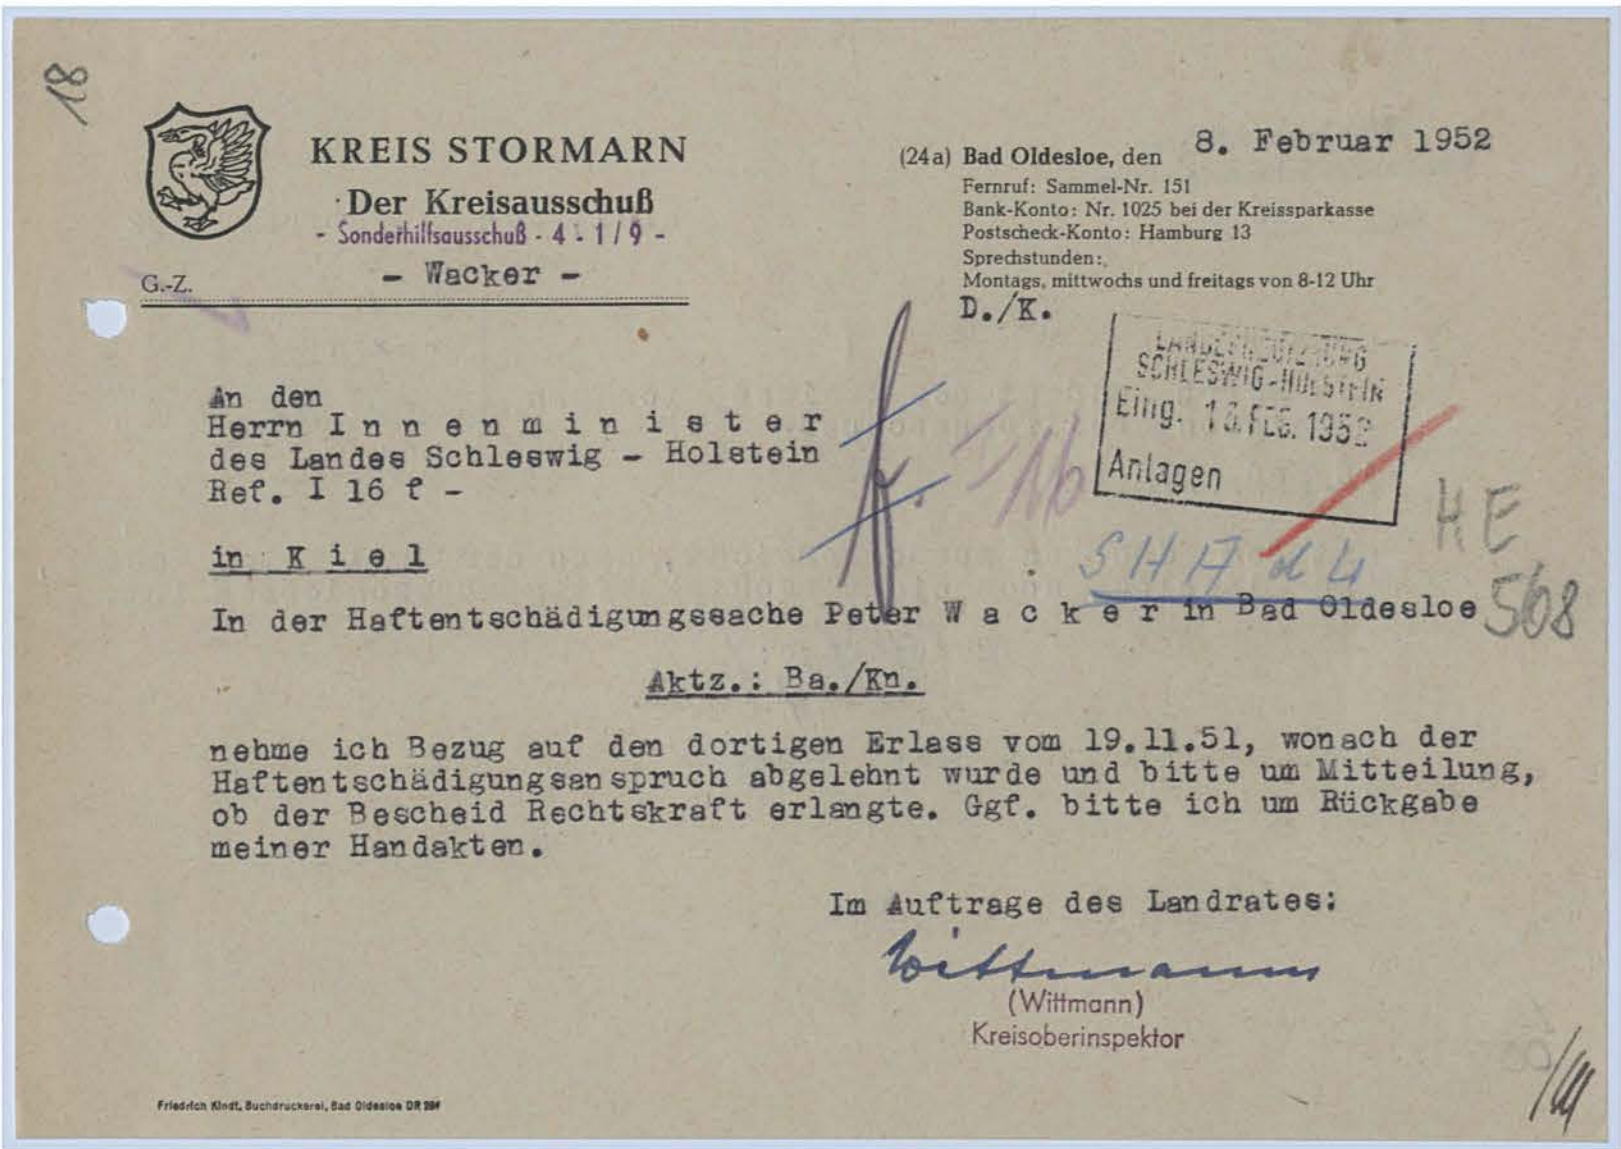 18
KREIS STORMARN
Der Kreisausschuß
- Sonderhilfsausschuß - 4 - 1 / 9 -
G.-Z. - Wacker -
(24a) Bad Oldesloe, den 8. Februar 1952
Fernruf: Sammel-Nr. 151
Bank-Konto: Nr. 1025 bei der Kreissparkasse
Postscheck-Konto: Hamburg 13
Sprechstunden:
Montags, mittwochs und freitags von 8-12 Uhr
D./K.
SCHLESWIG-HOLSTEIN
Eing. FEB. 1952
Anlagen
An den
Herrn I n n e n m i n i s t e r
des Landes Schleswig - Holstein
Ref. I 16 f -
I 16
HE
568
in K i e l
In der Haftentschädigungssache Peter W a c k e r in Bad Oldesloe
Aktz.: Ba./Kn.
nehme ich Bezug auf den dortigen Erlass vom 19.11.51, wonach der
Haftentschädigungsanspruch abgelehnt wurde und bitte um Mitteilung,
ob der Bescheid Rechtskraft erlangte. Ggf. bitte ich um Rückgabe
meiner Handakten.
Im Auftrage des Landrates:
Wittmann
(Wittmann)
Kreisoberinspektor
Friedrich Kindt, Buchdruckerei, Bad Oldesloe DR